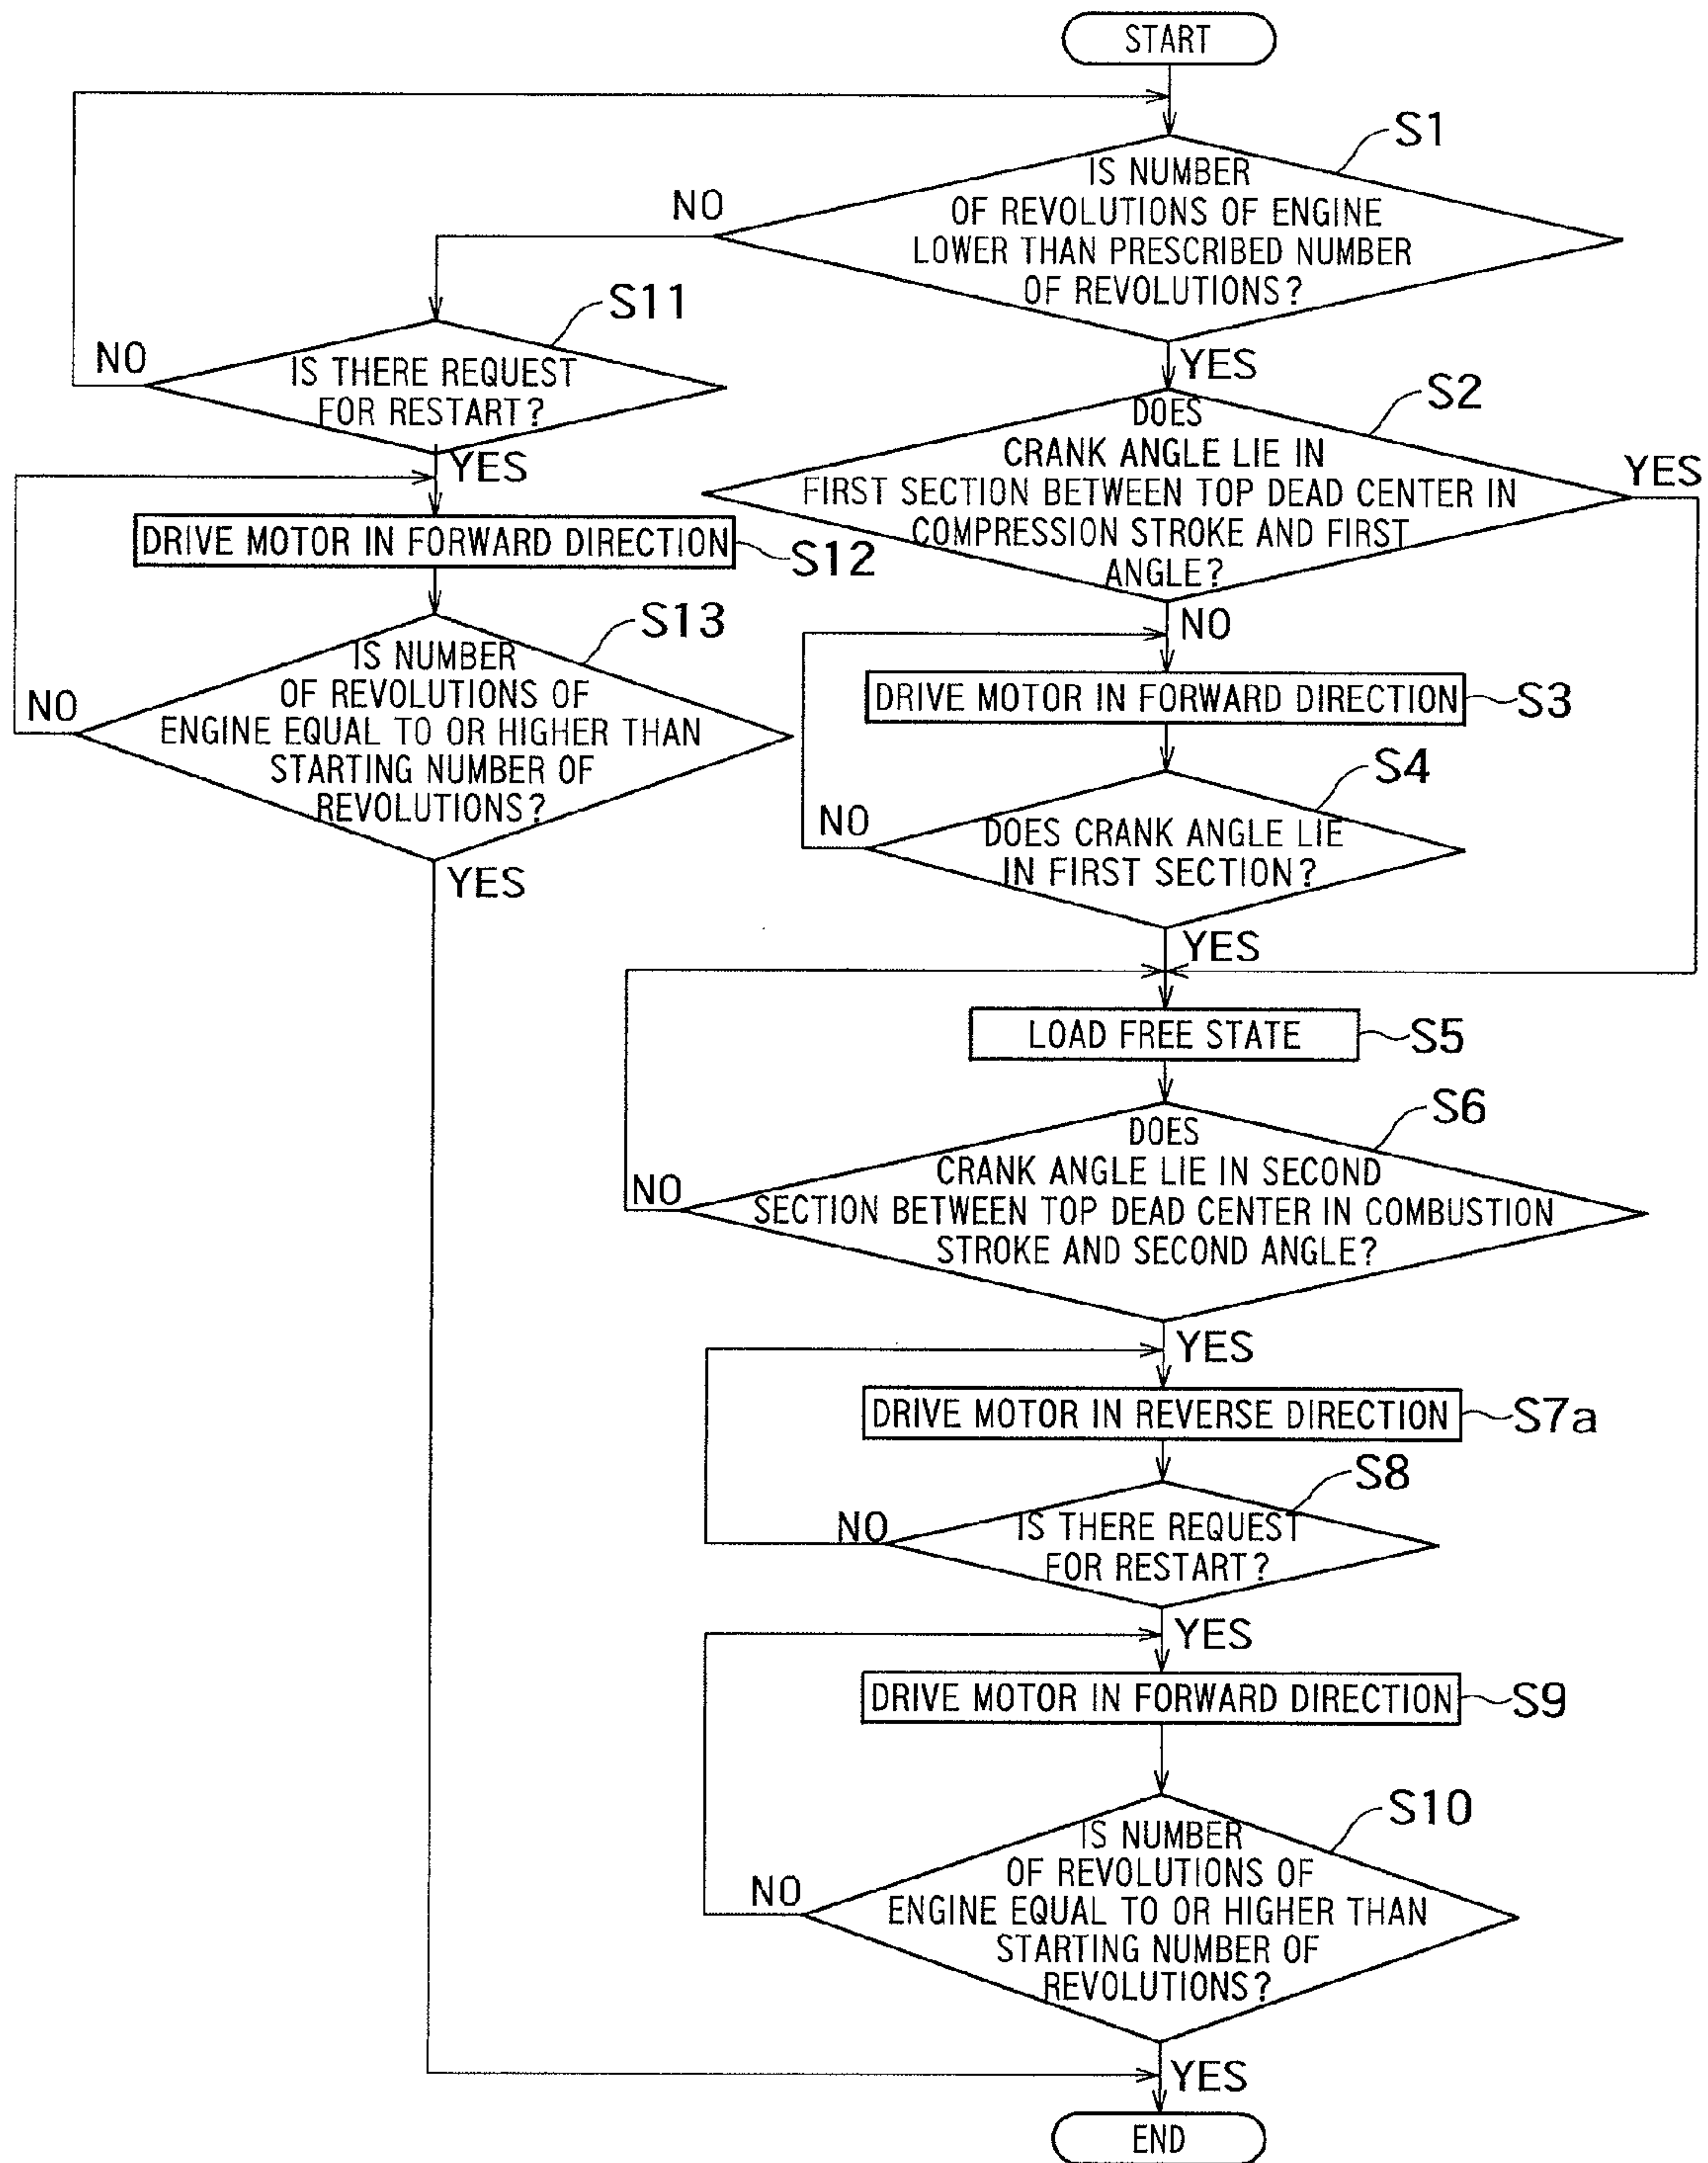 START
S1
IS NUMBER
OF REVOLUTIONS OF ENGINE
LOWER THAN PRESCRIBED NUMBER
OF REVOLUTIONS?
NO
YES
S11
IS THERE REQUEST
FOR RESTART?
NO
YES
S2
DOES
CRANK ANGLE LIE IN
FIRST SECTION BETWEEN TOP DEAD CENTER IN
COMPRESSION STROKE AND FIRST
ANGLE?
YES
NO
DRIVE MOTOR IN FORWARD DIRECTION
S12
S13
IS NUMBER
OF REVOLUTIONS OF
ENGINE EQUAL TO OR HIGHER THAN
STARTING NUMBER OF
REVOLUTIONS?
NO
YES
DRIVE MOTOR IN FORWARD DIRECTION
S3
S4
DOES CRANK ANGLE LIE
IN FIRST SECTION?
NO
YES
LOAD FREE STATE
S5
S6
DOES
CRANK ANGLE LIE IN SECOND
SECTION BETWEEN TOP DEAD CENTER IN COMBUSTION
STROKE AND SECOND ANGLE?
NO
YES
DRIVE MOTOR IN REVERSE DIRECTION
S7a
S8
IS THERE REQUEST
FOR RESTART?
NO
YES
DRIVE MOTOR IN FORWARD DIRECTION
S9
S10
IS NUMBER
OF REVOLUTIONS OF
ENGINE EQUAL TO OR HIGHER THAN
STARTING NUMBER OF
REVOLUTIONS?
NO
YES
END